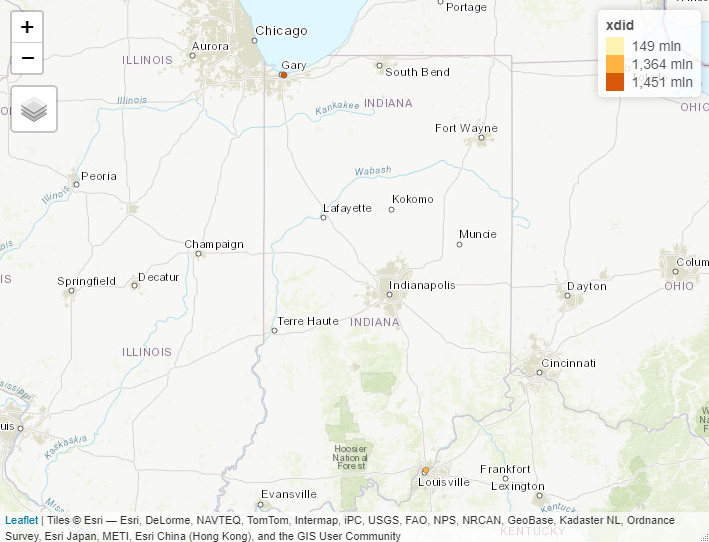 +
−
Portage
Chicago
xdid
149 mln
1,364 mln
1,451 mln
Aurora
ILLINOIS
Gary
South Bend
INDIANA
Illinois
Kankakee
OHIO
Fort Wayne
Wabash
Peoria
Illinois
Kokomo
Lafayette
Muncie
Champaign
Colum
Springfield
Decatur
Indianapolis
Dayton
OHIO
Terre Haute
INDIANA
ILLINOIS
Cincinnati
uis
Kaskaskia
Hoosier
National
Forest
Louisville
Frankfort
Lexington
Evansville
KENTUCKY
Leaflet | Tiles © Esri — Esri, DeLorme, NAVTEQ, TomTom, Intermap, iPC, USGS, FAO, NPS, NRCAN, GeoBase, Kadaster NL, Ordnance
Survey, Esri Japan, METI, Esri China (Hong Kong), and the GIS User Community